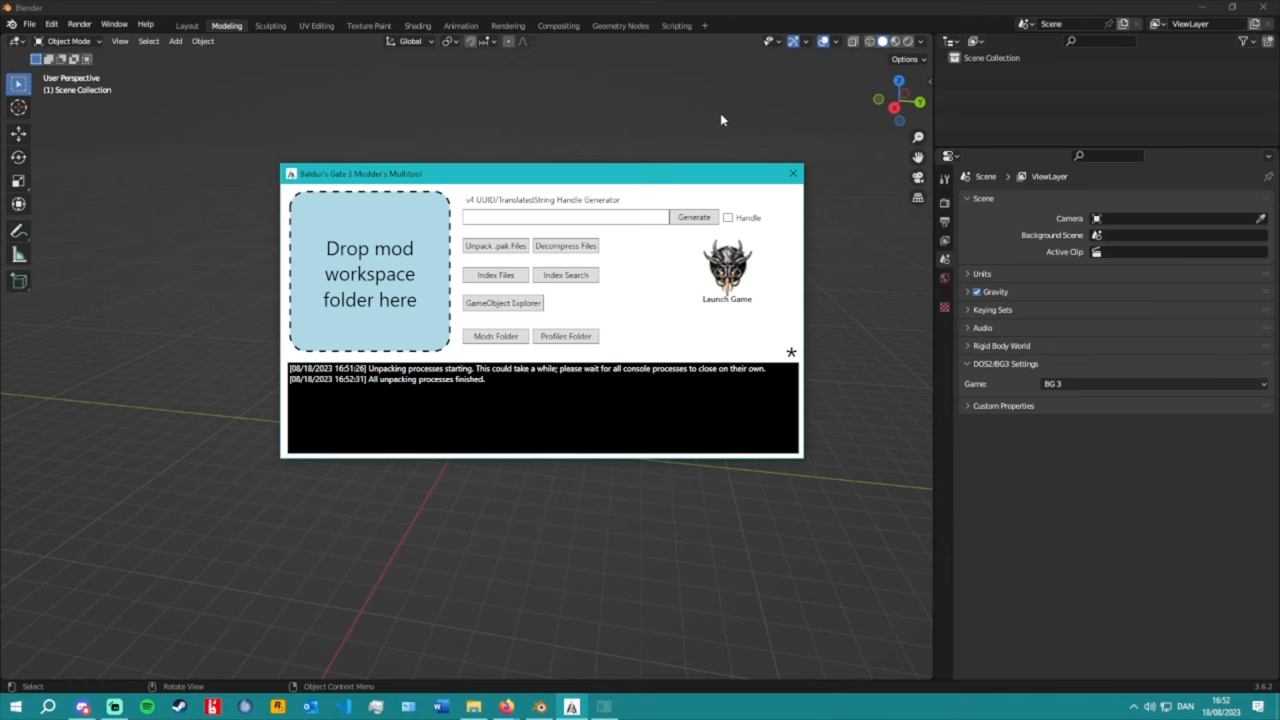 Blender
File Edit Render Window Help Layout Modeling Sculpting UV Editing Texture Paint Shading Animation Rendering Compositing Geometry Nodes Scripting + Scene ViewLayer
Object Mode View Select Add Object Global
Options
User Perspective
(1) Scene Collection
Scene Collection
Z
Y
X
Baldur's Gate 3 Modder's Multitool
Drop mod
workspace
folder here
v4 UUID/TranslatedString Handle Generator
Generate Handle
Unpack .pak Files Decompress Files
Index Files Index Search
GameObject Explorer
Launch Game
Mods Folder Profiles Folder
*
[08/18/2023 16:51:26] Unpacking processes starting. This could take a while; please wait for all console processes to close on their own.
[08/18/2023 16:52:31] All unpacking processes finished.
Scene > ViewLayer
Scene
Camera
Background Scene
Active Clip
Units
Gravity
Keying Sets
Audio
Rigid Body World
DOS2/BG3 Settings
Game: BG 3
Custom Properties
Select Rotate View Object Context Menu 3.6.2
DAN
16:52
18/08/2023